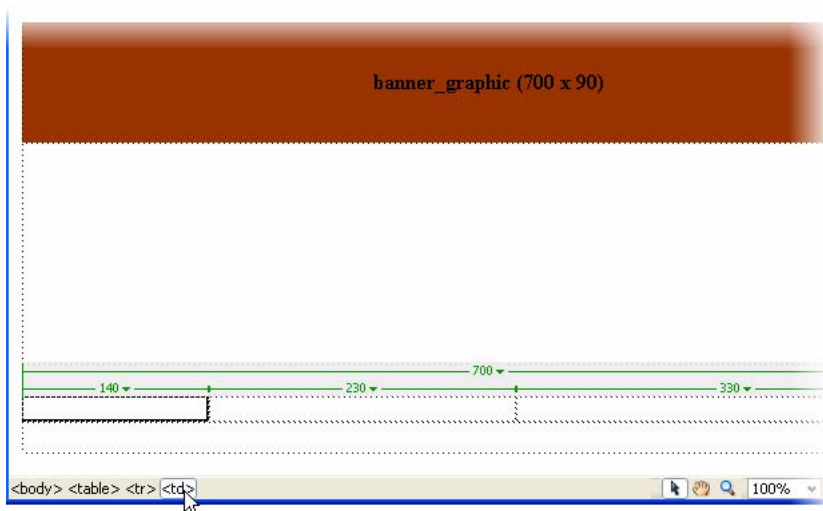 banner_graphic (700 x 90)
700
140 230 330
<body> <table> <tr> <td> 100%